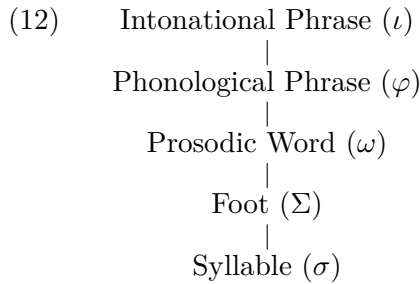 (12) Intonational Phrase (ι)
Phonological Phrase (φ)
Prosodic Word (ω)
Foot (Σ)
Syllable (σ)